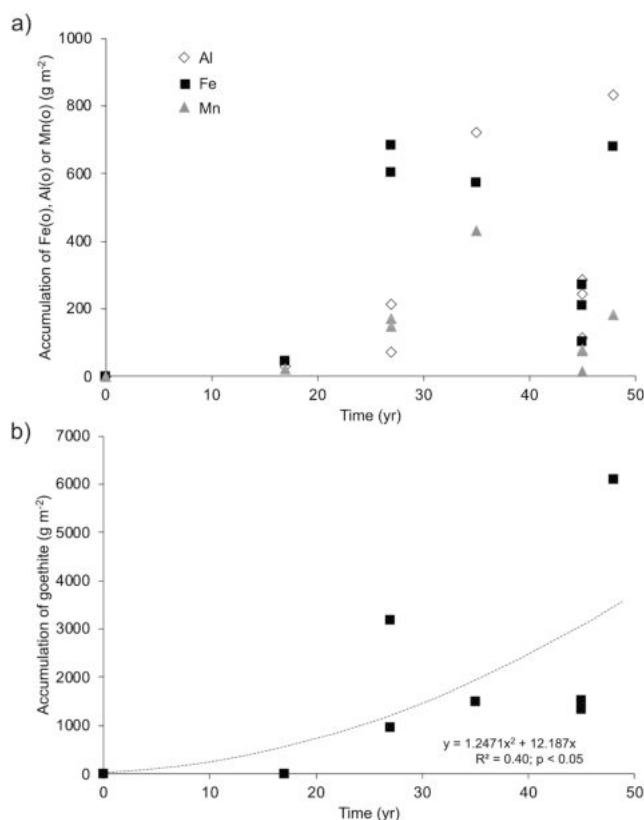 a)
Accumulation of Fe(o), Al(o) or Mn(o) (g m⁻²)
1000
800
600
400
200
0
Al
Fe
Mn
0 10 20 30 40 50
Time (yr)
b)
Accumulation of goethite (g m⁻²)
7000
6000
5000
4000
3000
2000
1000
0
y = 1.2471x² + 12.187x
R² = 0.40; p < 0.05
0 10 20 30 40 50
Time (yr)